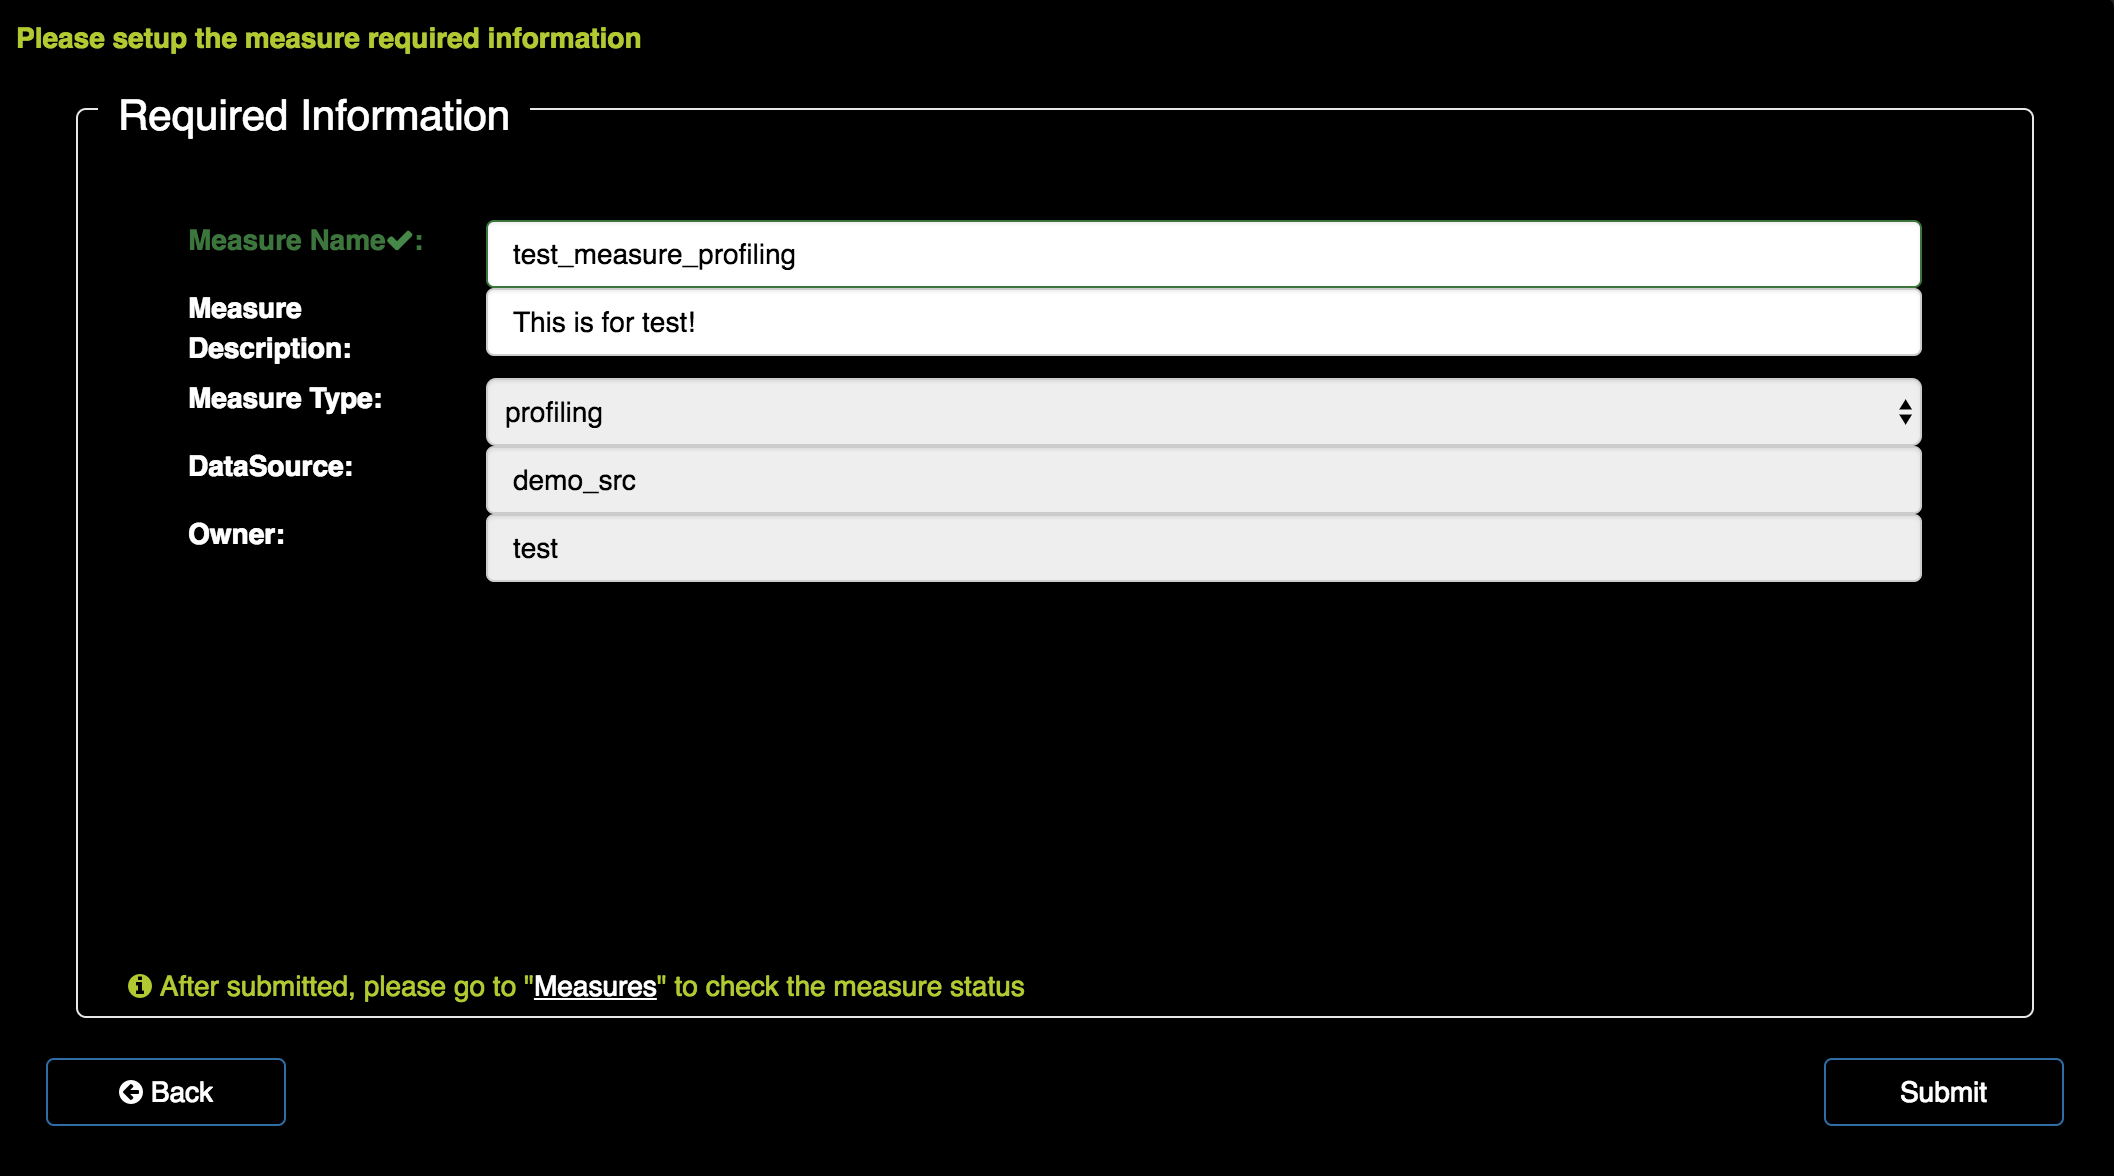 Please setup the measure required information
Required Information
Measure Name✔:
test_measure_profiling
Measure
Description:
This is for test!
Measure Type:
profiling
DataSource:
demo_src
Owner:
test
After submitted, please go to "Measures" to check the measure status
Back
Submit